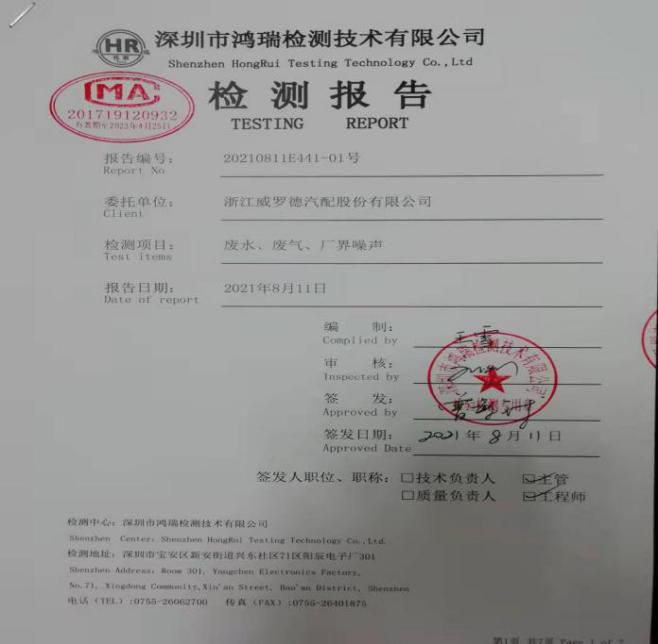 HR
深圳市鸿瑞检测技术有限公司
Shenzhen HongRui Testing Technology Co.,Ltd
MA
201719120932
有效期至2023年4月25日
检测报告
TESTING REPORT
报告编号: 20210811E441-01号
Report No
委托单位: 浙江威罗德汽配股份有限公司
Client
检测项目: 废水、废气、厂界噪声
Test items
报告日期: 2021年8月11日
Date of report
编 制: 王雪
Complied by
审 核:
Inspected by
签 发:
Approved by
签发日期: 2021年8月11日
Approved Date
签发人职位、职称: □技术负责人 ☑主管
□质量负责人 ☑工程师
检测中心: 深圳市鸿瑞检测技术有限公司
Shenzhen Center: Shenzhen HongRui Testing Technology Co.,Ltd.
检测地址: 深圳市宝安区新安街道兴东社区71区阳辰电子厂301
Shenzhen Address: Room 301, Yangchen Electronics Factory,
No.71, Xingdong Community,Xin'an Street, Bao'an District, Shenzhen
电话（TEL）:0755-26062700 传真（FAX）:0755-26401875
第1页 共7页 Page 1 of 7